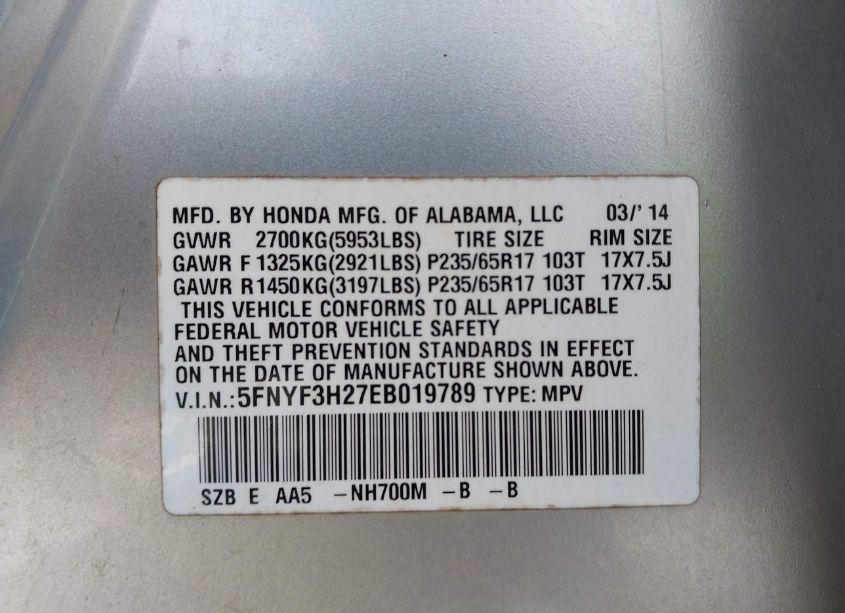 MFD. BY HONDA MFG. OF ALABAMA, LLC 03/' 14
GVWR 2700KG(5953LBS) TIRE SIZE RIM SIZE
GAWR F 1325KG(2921LBS) P235/65R17 103T 17X7.5J
GAWR R1450KG(3197LBS) P235/65R17 103T 17X7.5J
THIS VEHICLE CONFORMS TO ALL APPLICABLE
FEDERAL MOTOR VEHICLE SAFETY
AND THEFT PREVENTION STANDARDS IN EFFECT
ON THE DATE OF MANUFACTURE SHOWN ABOVE.
V.I.N.:5FNYF3H27EB019789 TYPE: MPV
SZB E AA5 -NH700M -B -B